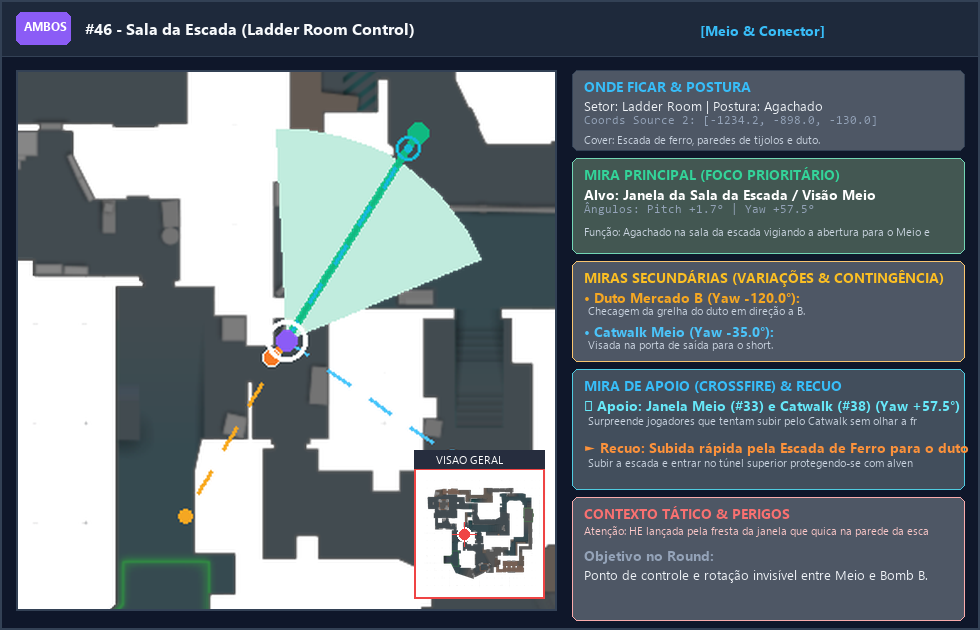 AMBOS
#46 - Sala da Escada (Ladder Room Control)
[Meio & Conector]
ONDE FICAR & POSTURA
Setor: Ladder Room | Postura: Agachado
Coords Source 2: [-1234.2, -898.0, -130.0]
Cover: Escada de ferro, paredes de tijolos e duto.
MIRA PRINCIPAL (FOCO PRIORITÁRIO)
Alvo: Janela da Sala da Escada / Visão Meio
Ângulos: Pitch +1.7° | Yaw +57.5°
Função: Agachado na sala da escada vigiando a abertura para o Meio e
MIRAS SECUNDÁRIAS (VARIAÇÕES & CONTINGÊNCIA)
• Duto Mercado B (Yaw -120.0°):
Checagem da grelha do duto em direção a B.
• Catwalk Meio (Yaw -35.0°):
Visada na porta de saída para o short.
MIRA DE APOIO (CROSSFIRE) & RECUO
Apoio: Janela Meio (#33) e Catwalk (#38) (Yaw +57.5°)
Surpreende jogadores que tentam subir pelo Catwalk sem olhar a fr
► Recuo: Subida rápida pela Escada de Ferro para o duto
Subir a escada e entrar no túnel superior protegendo-se com alven
CONTEXTO TÁTICO & PERIGOS
Atenção: HE lançada pela fresta da janela que quica na parede da esca
Objetivo no Round:
Ponto de controle e rotação invisível entre Meio e Bomb B.
VISAO GERAL